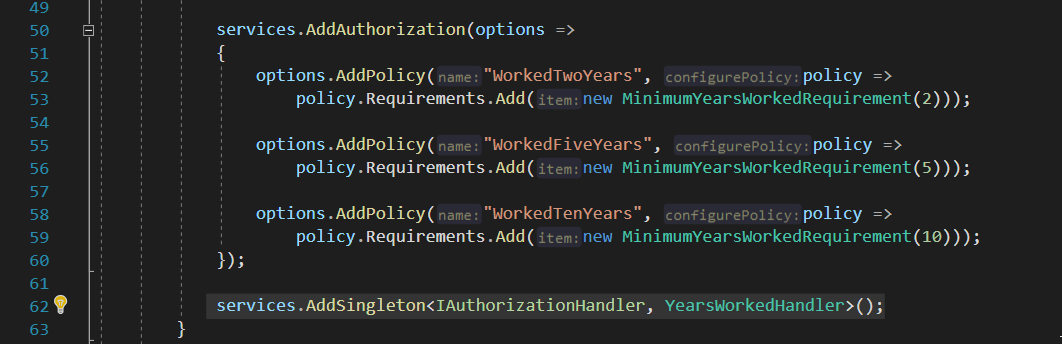 49
50 services.AddAuthorization(options =>
51 {
52 options.AddPolicy(name:"WorkedTwoYears", configurePolicy:policy =>
53 policy.Requirements.Add(item:new MinimumYearsWorkedRequirement(2)));
54
55 options.AddPolicy(name:"WorkedFiveYears", configurePolicy:policy =>
56 policy.Requirements.Add(item:new MinimumYearsWorkedRequirement(5)));
57
58 options.AddPolicy(name:"WorkedTenYears", configurePolicy:policy =>
59 policy.Requirements.Add(item:new MinimumYearsWorkedRequirement(10)));
60 });
61
62 services.AddSingleton<IAuthorizationHandler, YearsWorkedHandler>();
63 }